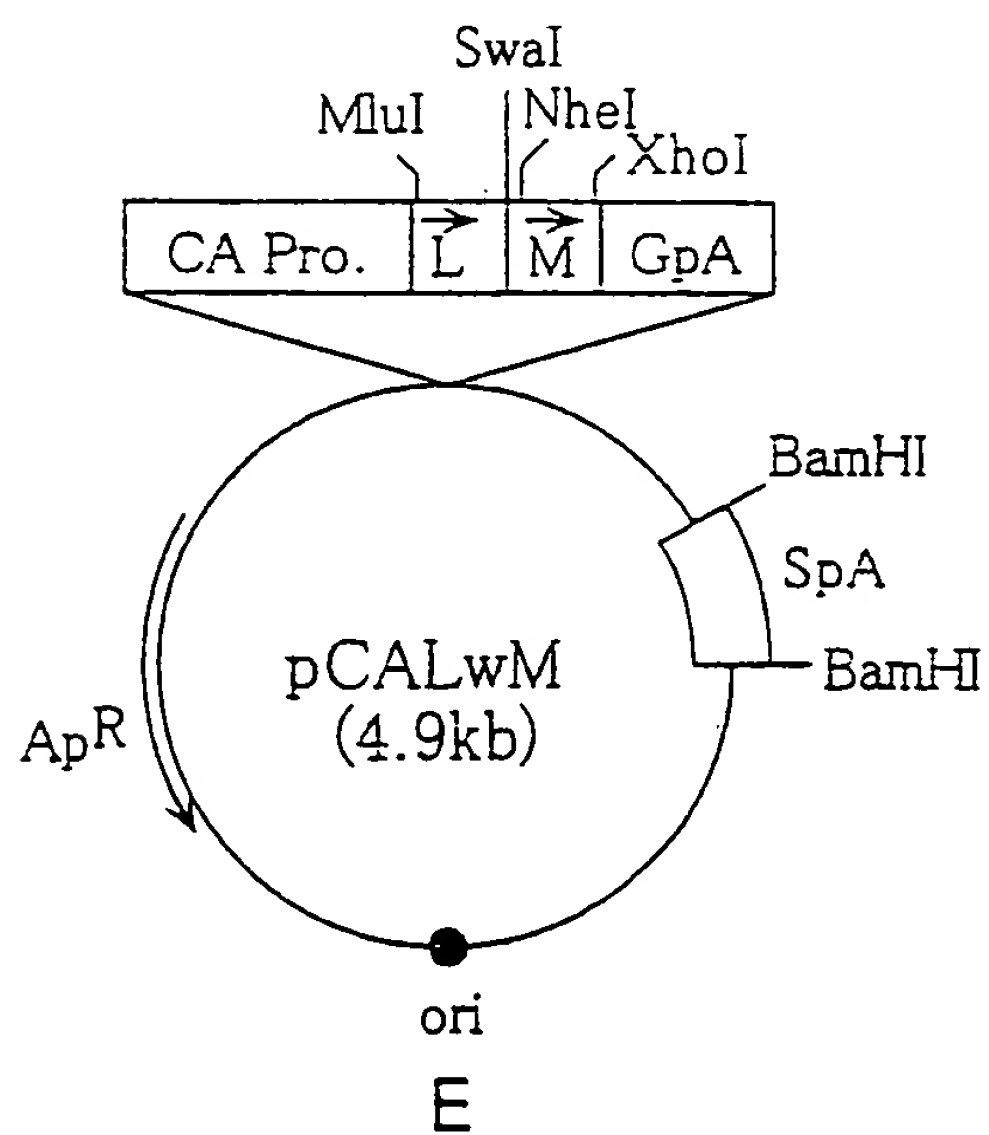 SwaI
MluI NheI
XhoI
CA Pro. L M GpA
BamHI
SpA
BamHI
pCALwM
(4.9kb)
ApR
ori
E